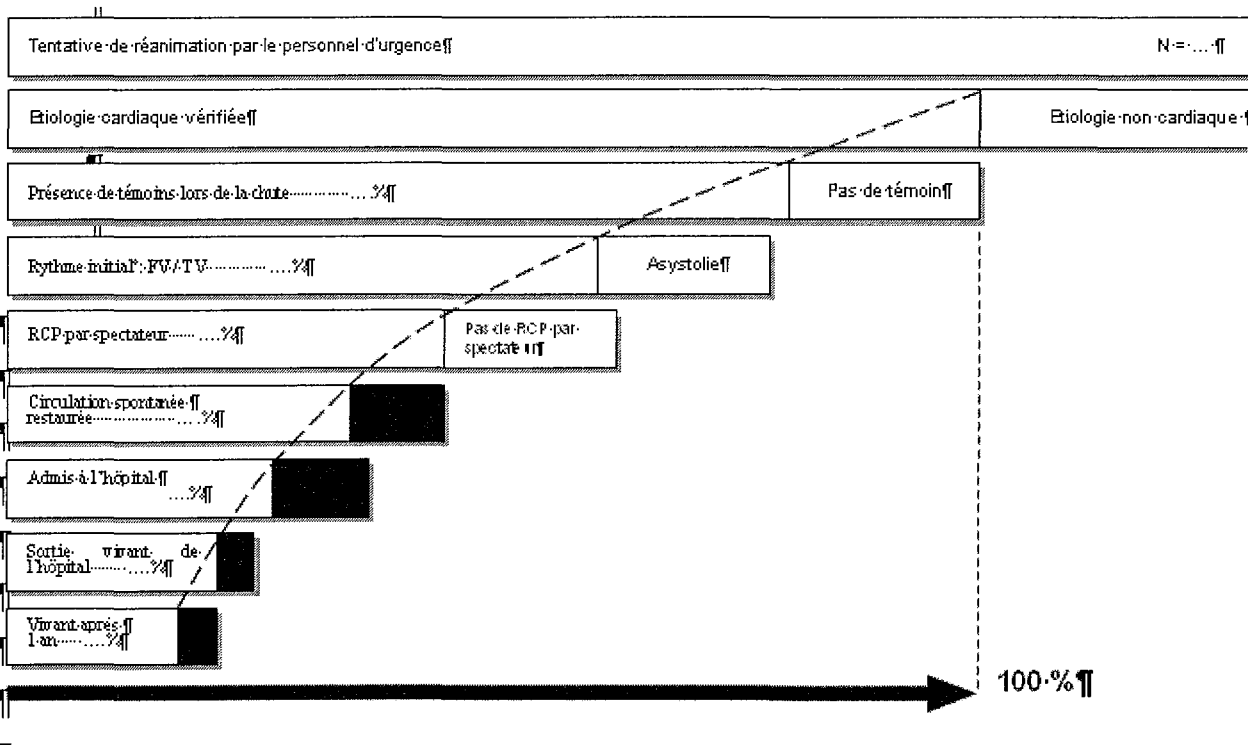 Tentative·de·réanimation·par·le·personnel·d'urgence¶ N·=·...·¶
Etiologie·cardiaque·vérifiée¶ Etiologie·non·cardiaque·¶
Présence·de·témoins·lors·de·la·chute··············...·%¶ Pas·de·témoin¶
Rythme·initial*:·FV·/·TV··············....%¶ Asystolie¶
RCP·par·spectateur·······....%¶ Pas·de·RCP·par·
spectateur¶
Circulation·spontanée·¶
restaurée···················....%¶
Admis·à·l'hôpital·¶
....%¶
Sortie· vivant· de·
l'hôpital·········....%¶
Vivant·après·¶
1·an······....%¶
100·%¶